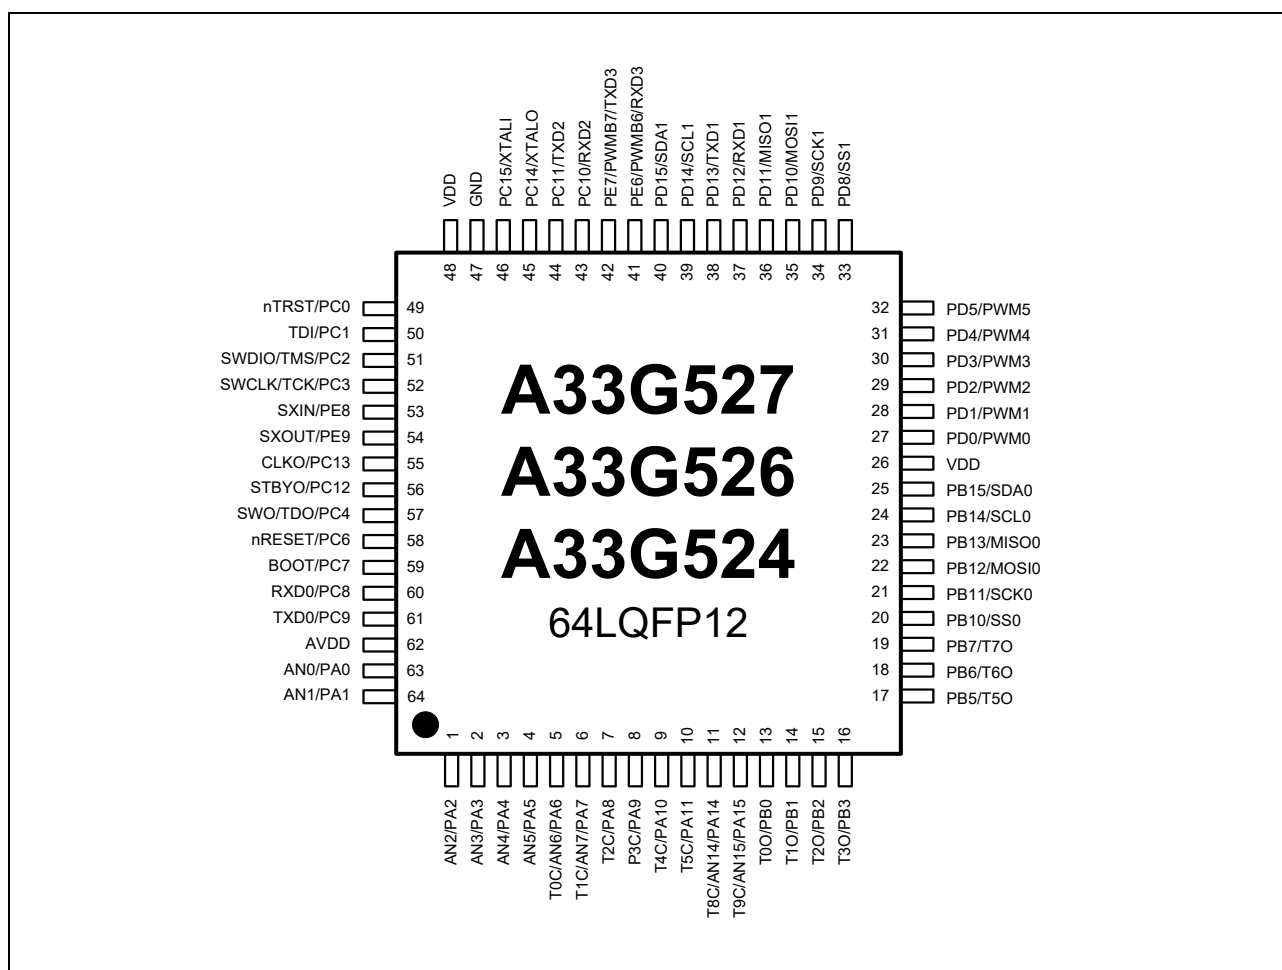 VDD
GND
PC15/XTALI
PC14/XTALO
PC11/TXD2
PC10/RXD2
PE7/PWMB7/TXD3
PE6/PWMB6/RXD3
PD15/SDA1
PD14/SCL1
PD13/TXD1
PD12/RXD1
PD11/MISO1
PD10/MOSI1
PD9/SCK1
PD8/SS1
48
47
46
45
44
43
42
41
40
39
38
37
36
35
34
33
nTRST/PC0 49
TDI/PC1 50
SWDIO/TMS/PC2 51
SWCLK/TCK/PC3 52
SXIN/PE8 53
SXOUT/PE9 54
CLKO/PC13 55
STBYO/PC12 56
SWO/TDO/PC4 57
nRESET/PC6 58
BOOT/PC7 59
RXD0/PC8 60
TXD0/PC9 61
AVDD 62
AN0/PA0 63
AN1/PA1 64
A33G527
A33G526
A33G524
64LQFP12
32 PD5/PWM5
31 PD4/PWM4
30 PD3/PWM3
29 PD2/PWM2
28 PD1/PWM1
27 PD0/PWM0
26 VDD
25 PB15/SDA0
24 PB14/SCL0
23 PB13/MISO0
22 PB12/MOSI0
21 PB11/SCK0
20 PB10/SS0
19 PB7/T7O
18 PB6/T6O
17 PB5/T5O
1
2
3
4
5
6
7
8
9
10
11
12
13
14
15
16
AN2/PA2
AN3/PA3
AN4/PA4
AN5/PA5
T0C/AN6/PA6
T1C/AN7/PA7
T2C/PA8
P3C/PA9
T4C/PA10
T5C/PA11
T8C/AN14/PA14
T9C/AN15/PA15
T0O/PB0
T1O/PB1
T2O/PB2
T3O/PB3